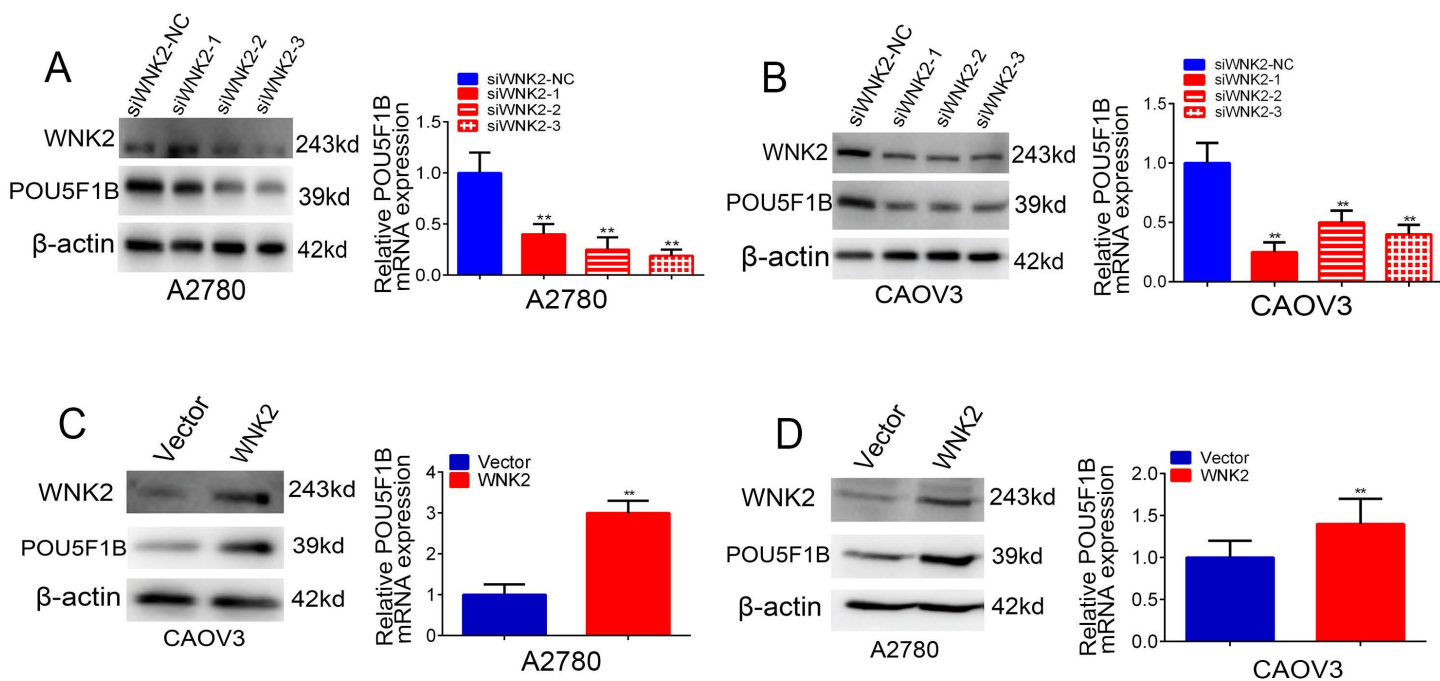 A
siWNK2-NC
siWNK2-1
siWNK2-2
siWNK2-3
WNK2
243kd
POU5F1B
39kd
β-actin
42kd
A2780
siWNK2-NC
siWNK2-1
siWNK2-2
siWNK2-3
Relative POU5F1B
mRNA expression
1.5
1.0
0.5
0.0
**
**
**
A2780
B
siWNK2-NC
siWNK2-1
siWNK2-2
siWNK2-3
WNK2
243kd
POU5F1B
39kd
β-actin
42kd
CAOV3
siWNK2-NC
siWNK2-1
siWNK2-2
siWNK2-3
Relative POU5F1B
mRNA expression
1.5
1.0
0.5
0.0
**
**
**
CAOV3
C
Vector
WNK2
WNK2
243kd
POU5F1B
39kd
β-actin
42kd
CAOV3
Vector
WNK2
Relative POU5F1B
mRNA expression
4
3
2
1
0
**
A2780
D
Vector
WNK2
WNK2
243kd
POU5F1B
39kd
β-actin
42kd
A2780
Vector
WNK2
Relative POU5F1B
mRNA expression
2.0
1.5
1.0
0.5
0.0
**
CAOV3